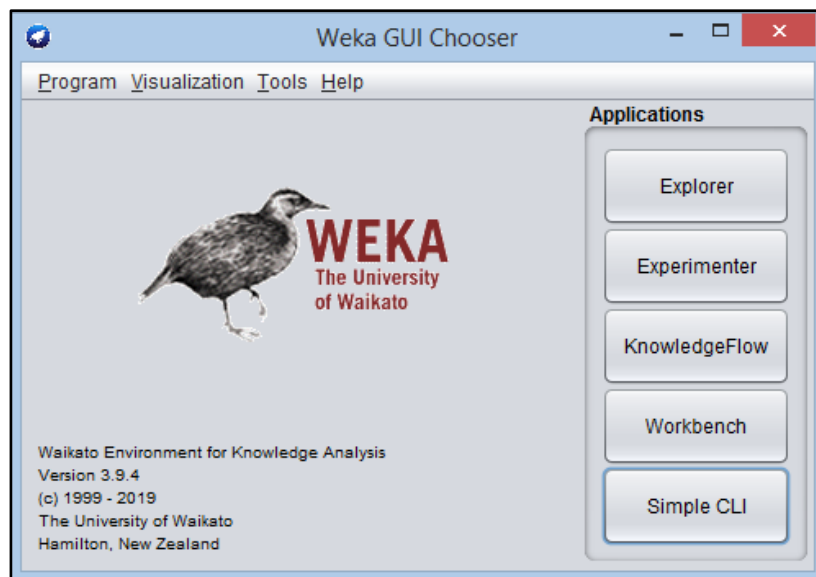 Weka GUI Chooser
Program Visualization Tools Help
Applications
Explorer
Experimenter
KnowledgeFlow
Workbench
Simple CLI
WEKA
The University
of Waikato
Waikato Environment for Knowledge Analysis
Version 3.9.4
(c) 1999 - 2019
The University of Waikato
Hamilton, New Zealand